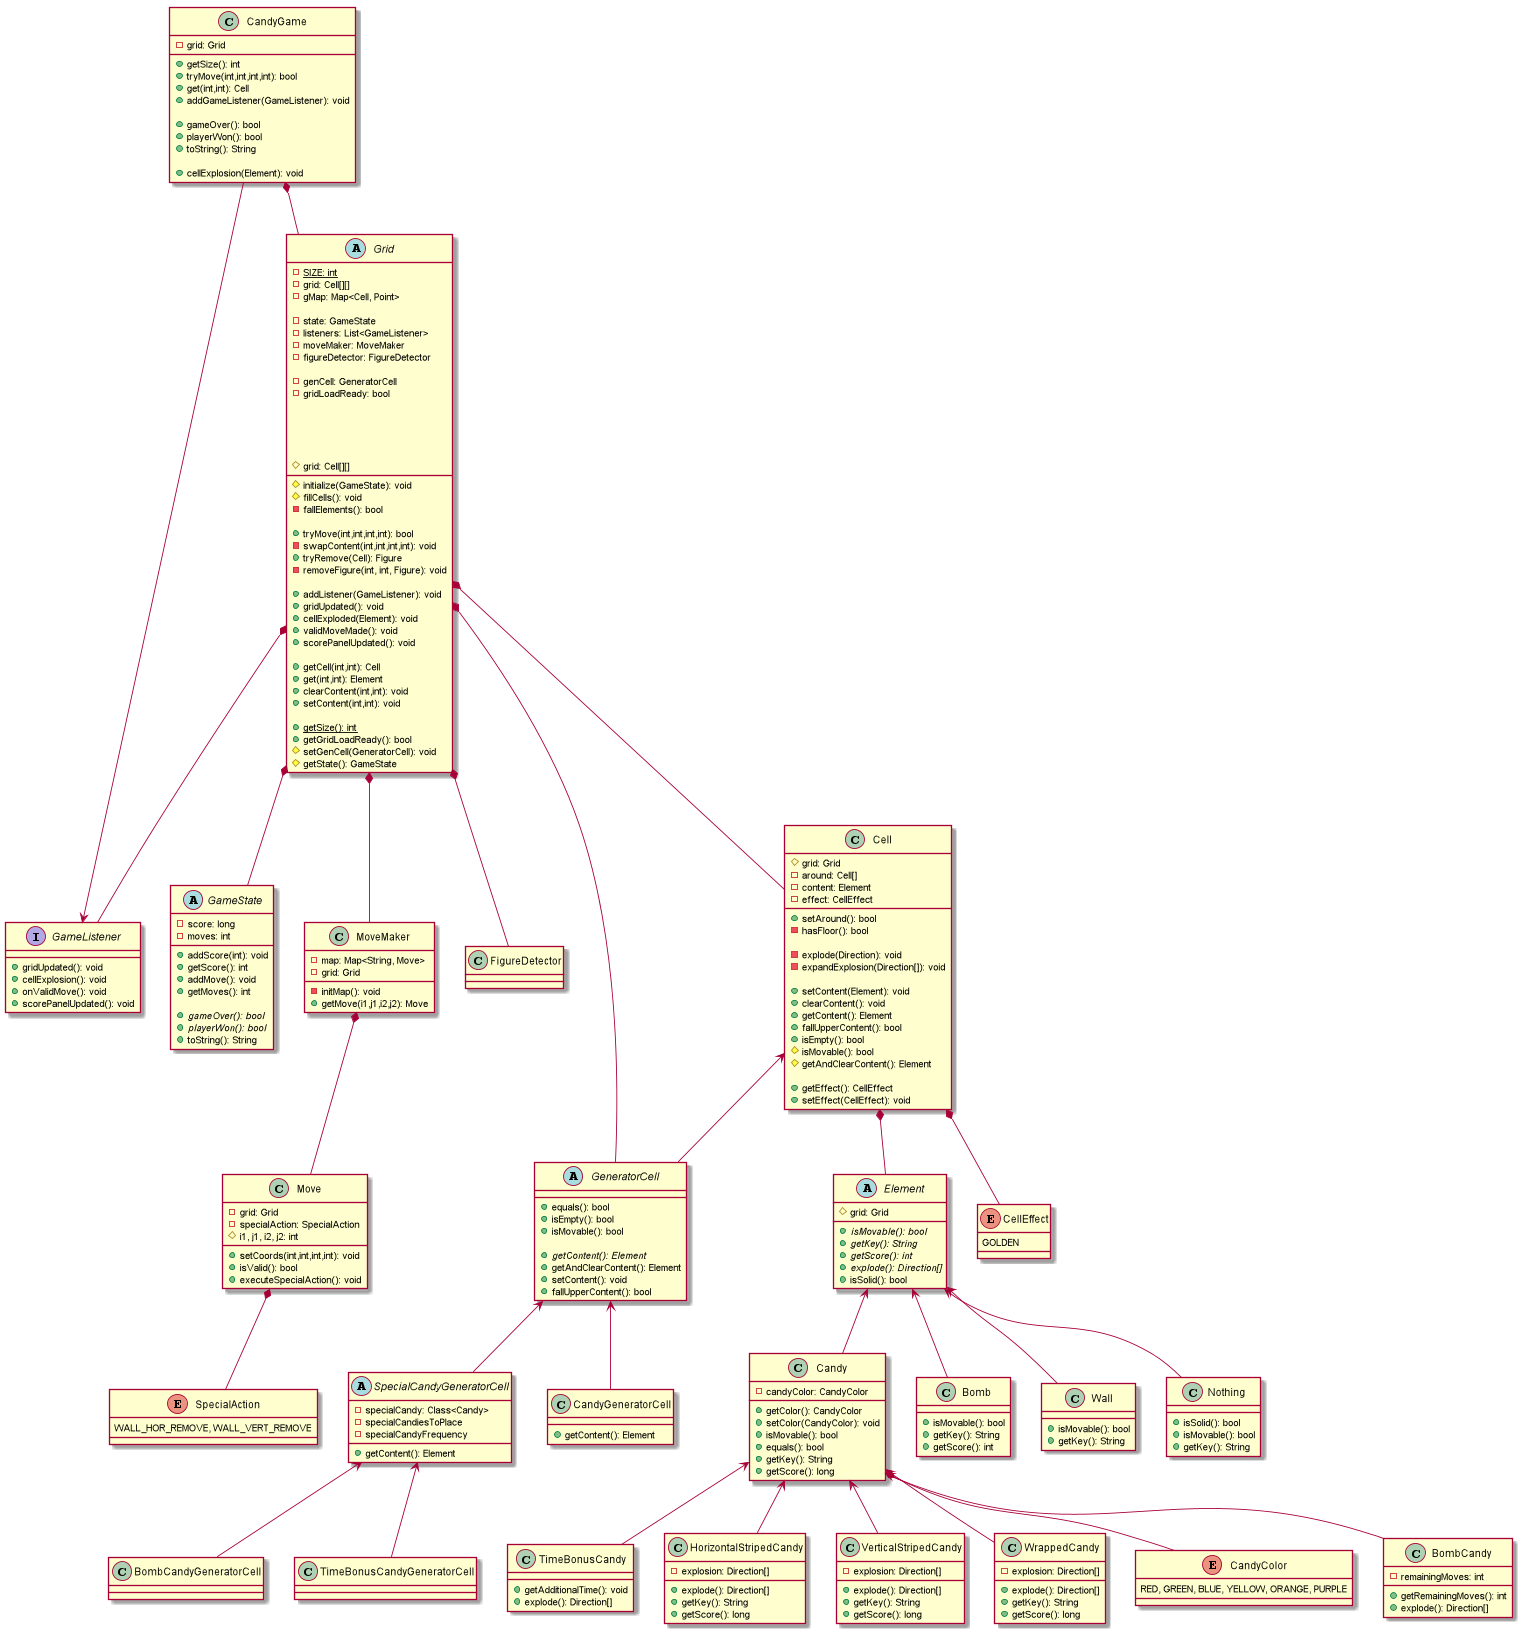 C CandyGame
grid: Grid
getSize(): int
tryMove(int,int,int,int): bool
get(int,int): Cell
addGameListener(GameListener): void
gameOver(): bool
playerWon(): bool
toString(): String
cellExplosion(Element): void
A Grid
SIZE: int
grid: Cell[][]
gMap: Map<Cell, Point>
state: GameState
listeners: List<GameListener>
moveMaker: MoveMaker
figureDetector: FigureDetector
genCell: GeneratorCell
gridLoadReady: bool
grid: Cell[][]
initialize(GameState): void
fillCells(): void
fallElements(): bool
tryMove(int,int,int,int): bool
swapContent(int,int,int,int): void
tryRemove(Cell): Figure
removeFigure(int, int, Figure): void
addListener(GameListener): void
gridUpdated(): void
cellExploded(Element): void
validMoveMade(): void
scorePanelUpdated(): void
getCell(int,int): Cell
get(int,int): Element
clearContent(int,int): void
setContent(int,int): void
getSize(): int
getGridLoadReady(): bool
setGenCell(GeneratorCell): void
getState(): GameState
I GameListener
gridUpdated(): void
cellExplosion(): void
onValidMove(): void
scorePanelUpdated(): void
A GameState
score: long
moves: int
addScore(int): void
getScore(): int
addMove(): void
getMoves(): int
gameOver(): bool
playerWon(): bool
toString(): String
C MoveMaker
map: Map<String, Move>
grid: Grid
initMap(): void
getMove(i1,j1,i2,j2): Move
C FigureDetector
C Cell
grid: Grid
around: Cell[]
content: Element
effect: CellEffect
setAround(): bool
hasFloor(): bool
explode(Direction): void
expandExplosion(Direction[]): void
setContent(Element): void
clearContent(): void
getContent(): Element
fallUpperContent(): bool
isEmpty(): bool
isMovable(): bool
getAndClearContent(): Element
getEffect(): CellEffect
setEffect(CellEffect): void
C Move
grid: Grid
specialAction: SpecialAction
i1, j1, i2, j2: int
setCoords(int,int,int,int): void
isValid(): bool
executeSpecialAction(): void
A GeneratorCell
equals(): bool
isEmpty(): bool
isMovable(): bool
getContent(): Element
getAndClearContent(): Element
setContent(): void
fallUpperContent(): bool
A Element
grid: Grid
isMovable(): bool
getKey(): String
getScore(): int
explode(): Direction[]
isSolid(): bool
E CellEffect
GOLDEN
E SpecialAction
WALL_HOR_REMOVE, WALL_VERT_REMOVE
A SpecialCandyGeneratorCell
specialCandy: Class<Candy>
specialCandiesToPlace
specialCandyFrequency
getContent(): Element
C CandyGeneratorCell
getContent(): Element
C Candy
candyColor: CandyColor
getColor(): CandyColor
setColor(CandyColor): void
isMovable(): bool
equals(): bool
getKey(): String
getScore(): long
C Bomb
isMovable(): bool
getKey(): String
getScore(): int
C Wall
isMovable(): bool
getKey(): String
C Nothing
isSolid(): bool
isMovable(): bool
getKey(): String
C BombCandyGeneratorCell
C TimeBonusCandyGeneratorCell
C TimeBonusCandy
getAdditionalTime(): void
explode(): Direction[]
C HorizontalStripedCandy
explosion: Direction[]
explode(): Direction[]
getKey(): String
getScore(): long
C VerticalStripedCandy
explosion: Direction[]
explode(): Direction[]
getKey(): String
getScore(): long
C WrappedCandy
explosion: Direction[]
explode(): Direction[]
getKey(): String
getScore(): long
E CandyColor
RED, GREEN, BLUE, YELLOW, ORANGE, PURPLE
C BombCandy
remainingMoves: int
getRemainingMoves(): int
explode(): Direction[]